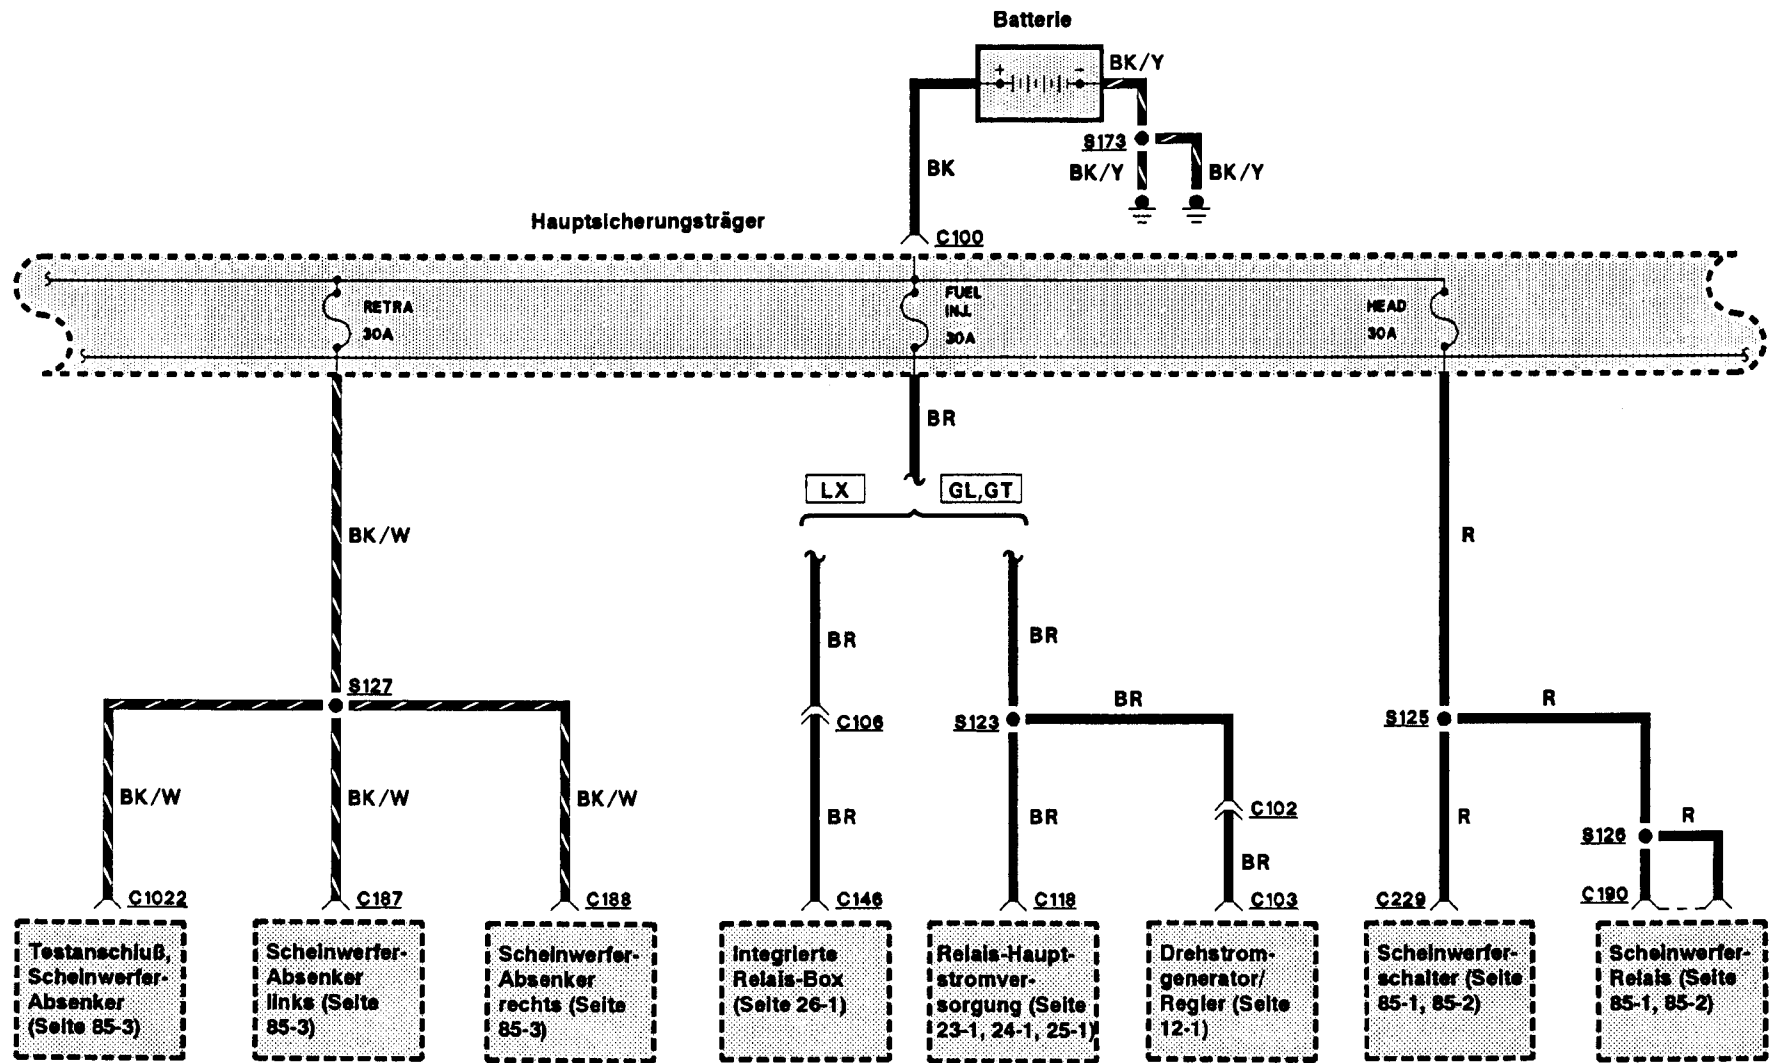 Batterie
+
-
BK/Y
S173
BK/Y
BK/Y
BK
Hauptsicherungsträger
C100
RETRA
30A
FUEL
INJ.
30A
HEAD
30A
BR
LX
GL,GT
BK/W
R
BR
BR
S127
BR
R
C106
S123
S125
BK/W
BK/W
BK/W
BR
BR
C102
R
S126
R
BR
C1022
C187
C188
C146
C118
C103
C229
C190
Testanschluß,
Scheinwerfer-
Absenker
(Seite 85-3)
Scheinwerfer-
Absenker
links (Seite
85-3)
Scheinwerfer-
Absenker
rechts (Seite
85-3)
Integrierte
Relais-Box
(Seite 26-1)
Relais-Haupt-
stromver-
sorgung (Seite
23-1, 24-1, 25-1)
Drehstrom-
generator/
Regler (Seite
12-1)
Scheinwerfer-
schalter (Seite
85-1, 85-2)
Scheinwerfer-
Relais (Seite
85-1, 85-2)